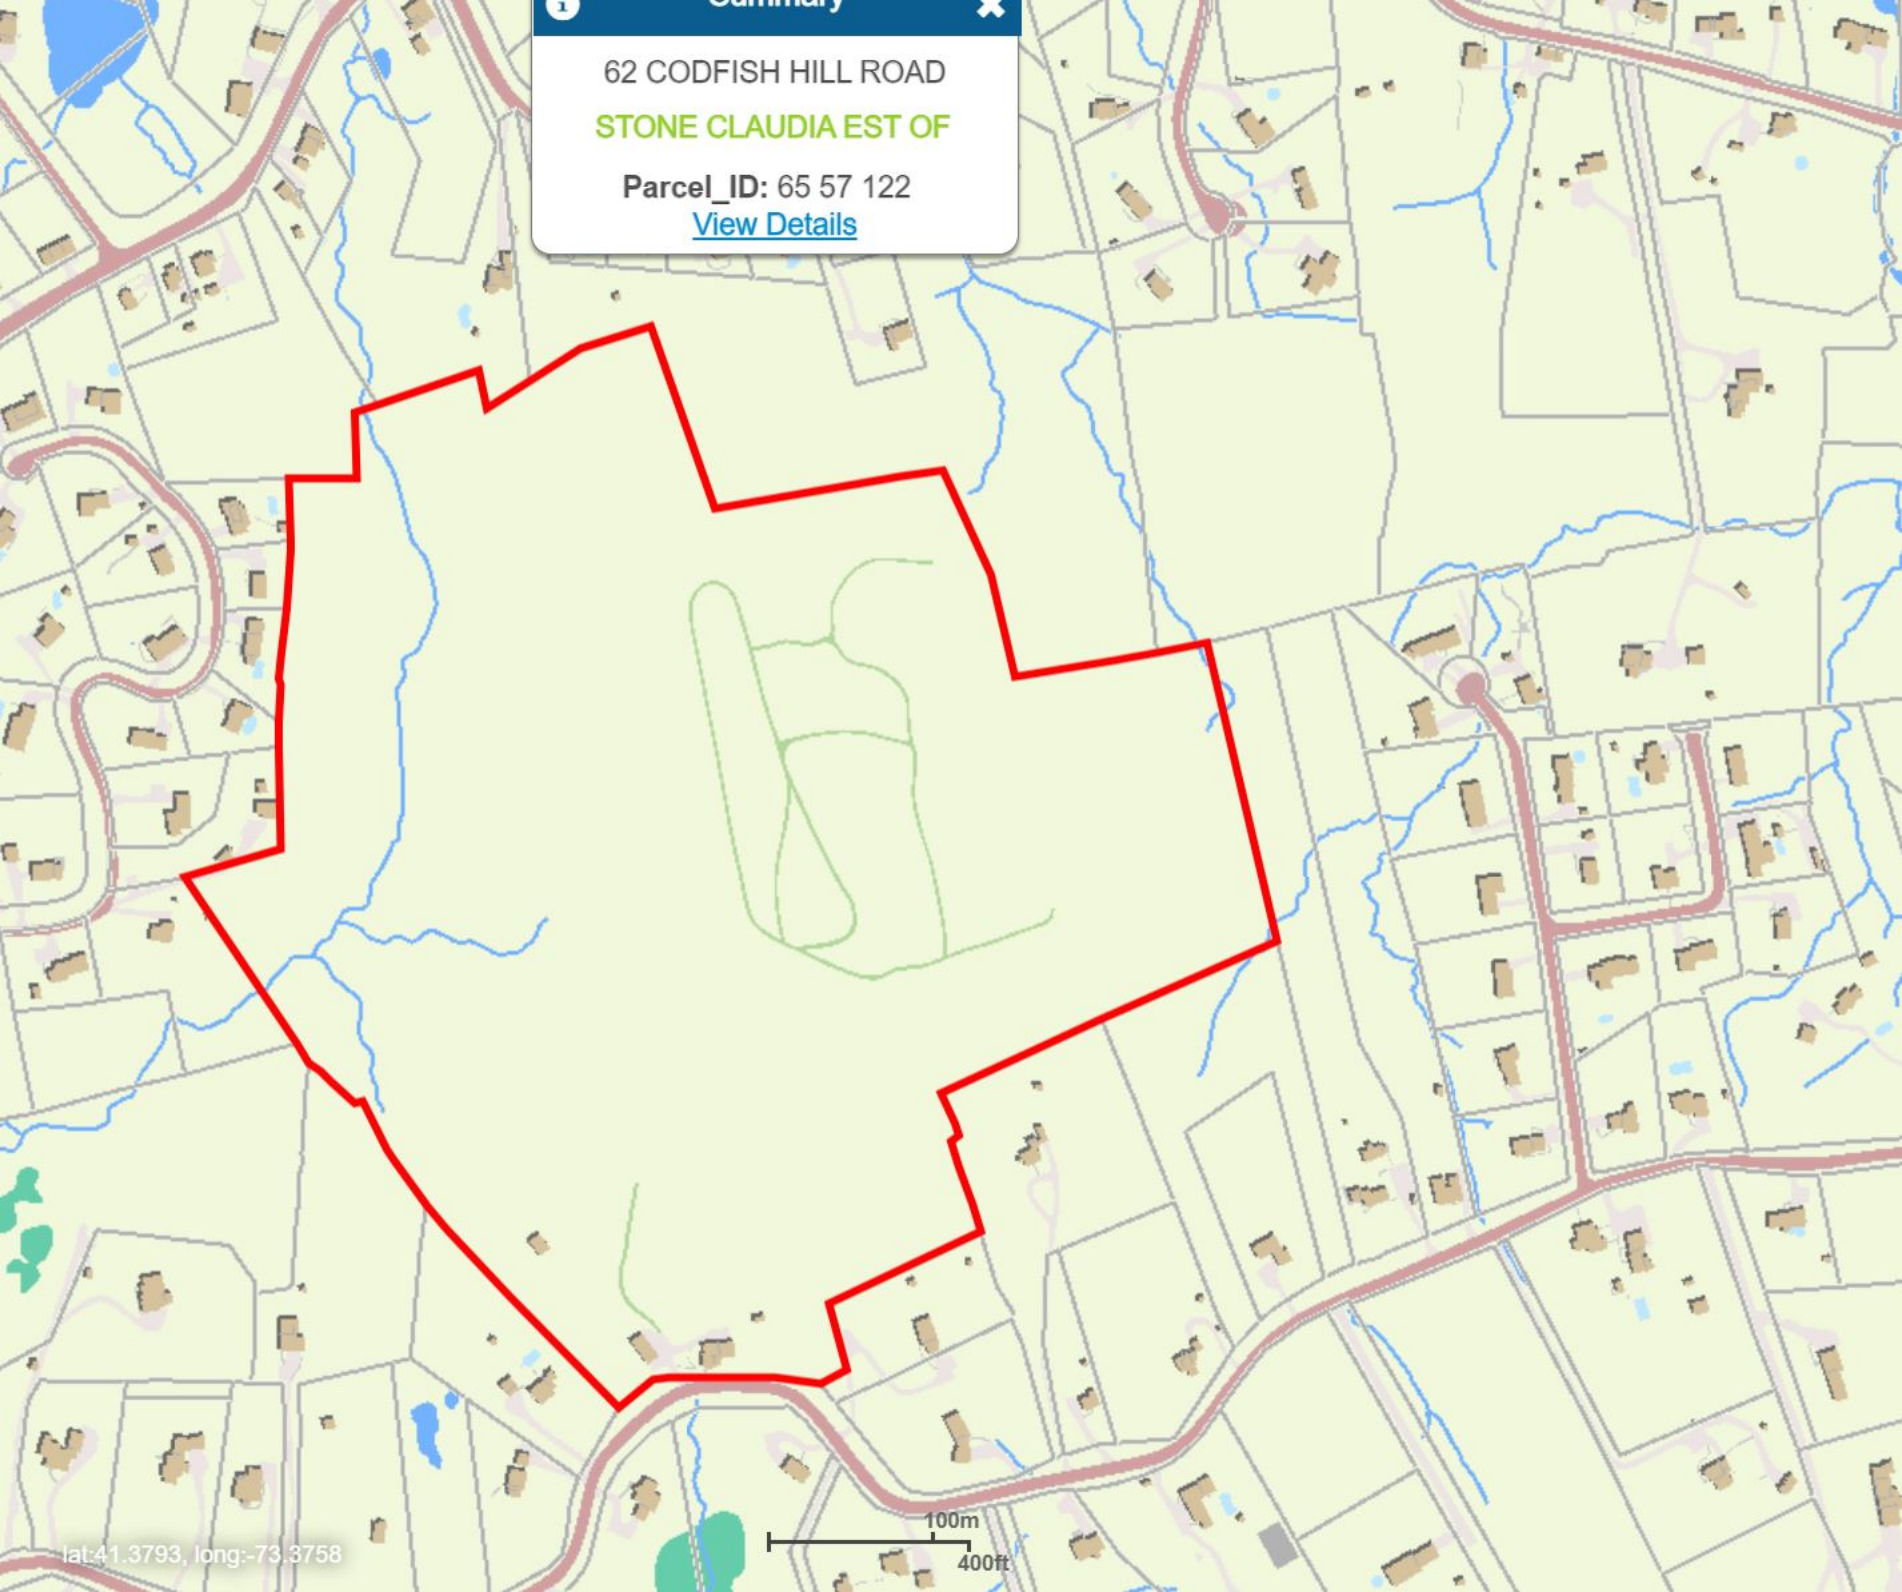 Summary
62 CODFISH HILL ROAD
STONE CLAUDIA EST OF
Parcel_ID: 65 57 122
View Details
100m
400ft
lat:41.3793, long:-73.3758